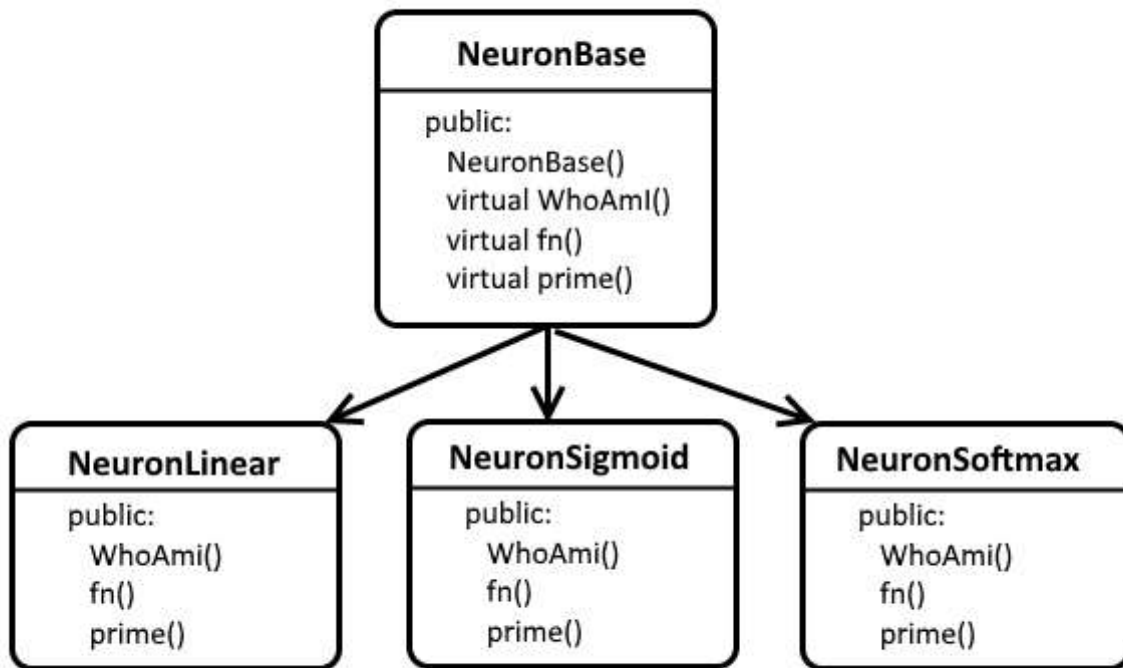 NeuronBase
public:
NeuronBase()
virtual WhoAmI()
virtual fn()
virtual prime()
NeuronLinear
public:
WhoAmi()
fn()
prime()
NeuronSigmoid
public:
WhoAmi()
fn()
prime()
NeuronSoftmax
public:
WhoAmi()
fn()
prime()